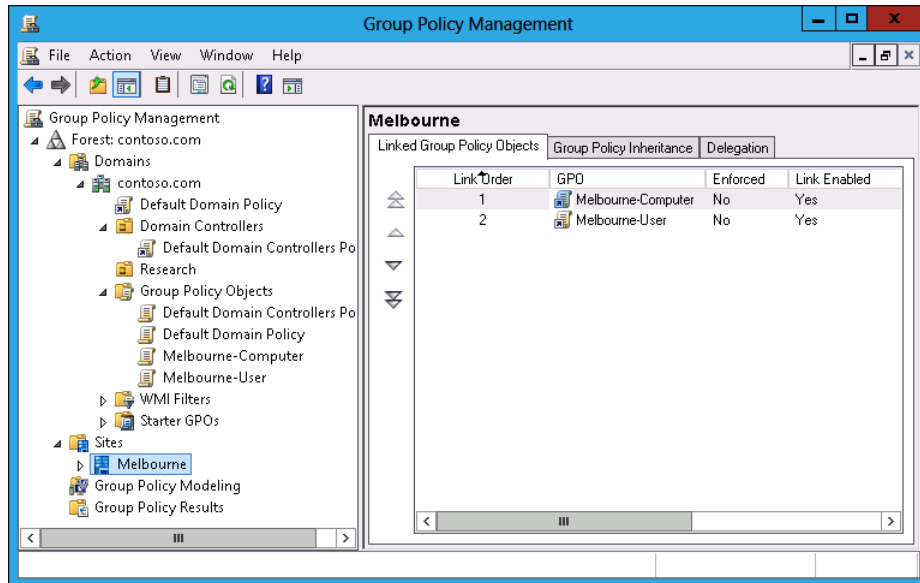 Group Policy Management
File Action View Window Help
Group Policy Management
Forest: contoso.com
Domains
contoso.com
Default Domain Policy
Domain Controllers
Default Domain Controllers Po
Research
Group Policy Objects
Default Domain Controllers Po
Default Domain Policy
Melbourne-Computer
Melbourne-User
WMI Filters
Starter GPOs
Sites
Melbourne
Group Policy Modeling
Group Policy Results
Melbourne
Linked Group Policy Objects Group Policy Inheritance Delegation
Link Order GPO Enforced Link Enabled
1 Melbourne-Computer No Yes
2 Melbourne-User No Yes